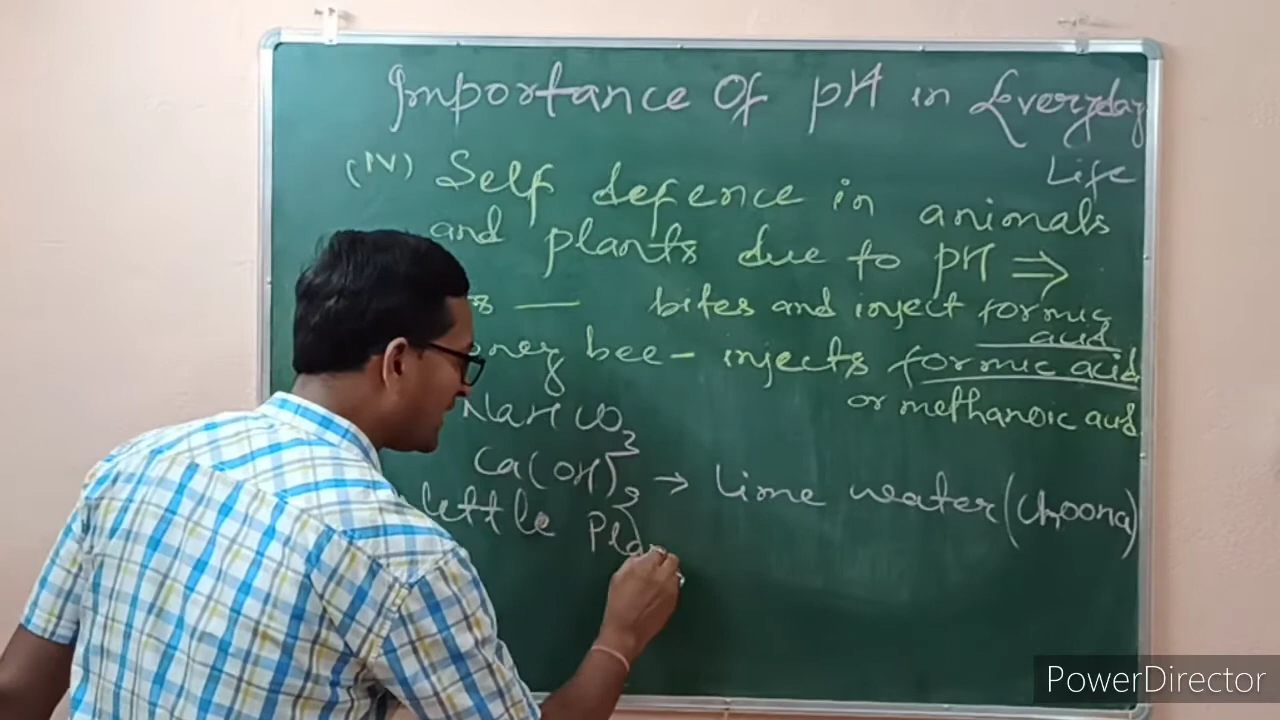 Importance Of pH in Everyday
Life
(IV) Self defence in animals
and plants due to pH ⇒
— bites and inject formic
acid
oney bee - injects formic acid
or methanoic acid
NaHCO3
Ca(OH)2 → Lime water (Choona)
ettle Pla
PowerDirector